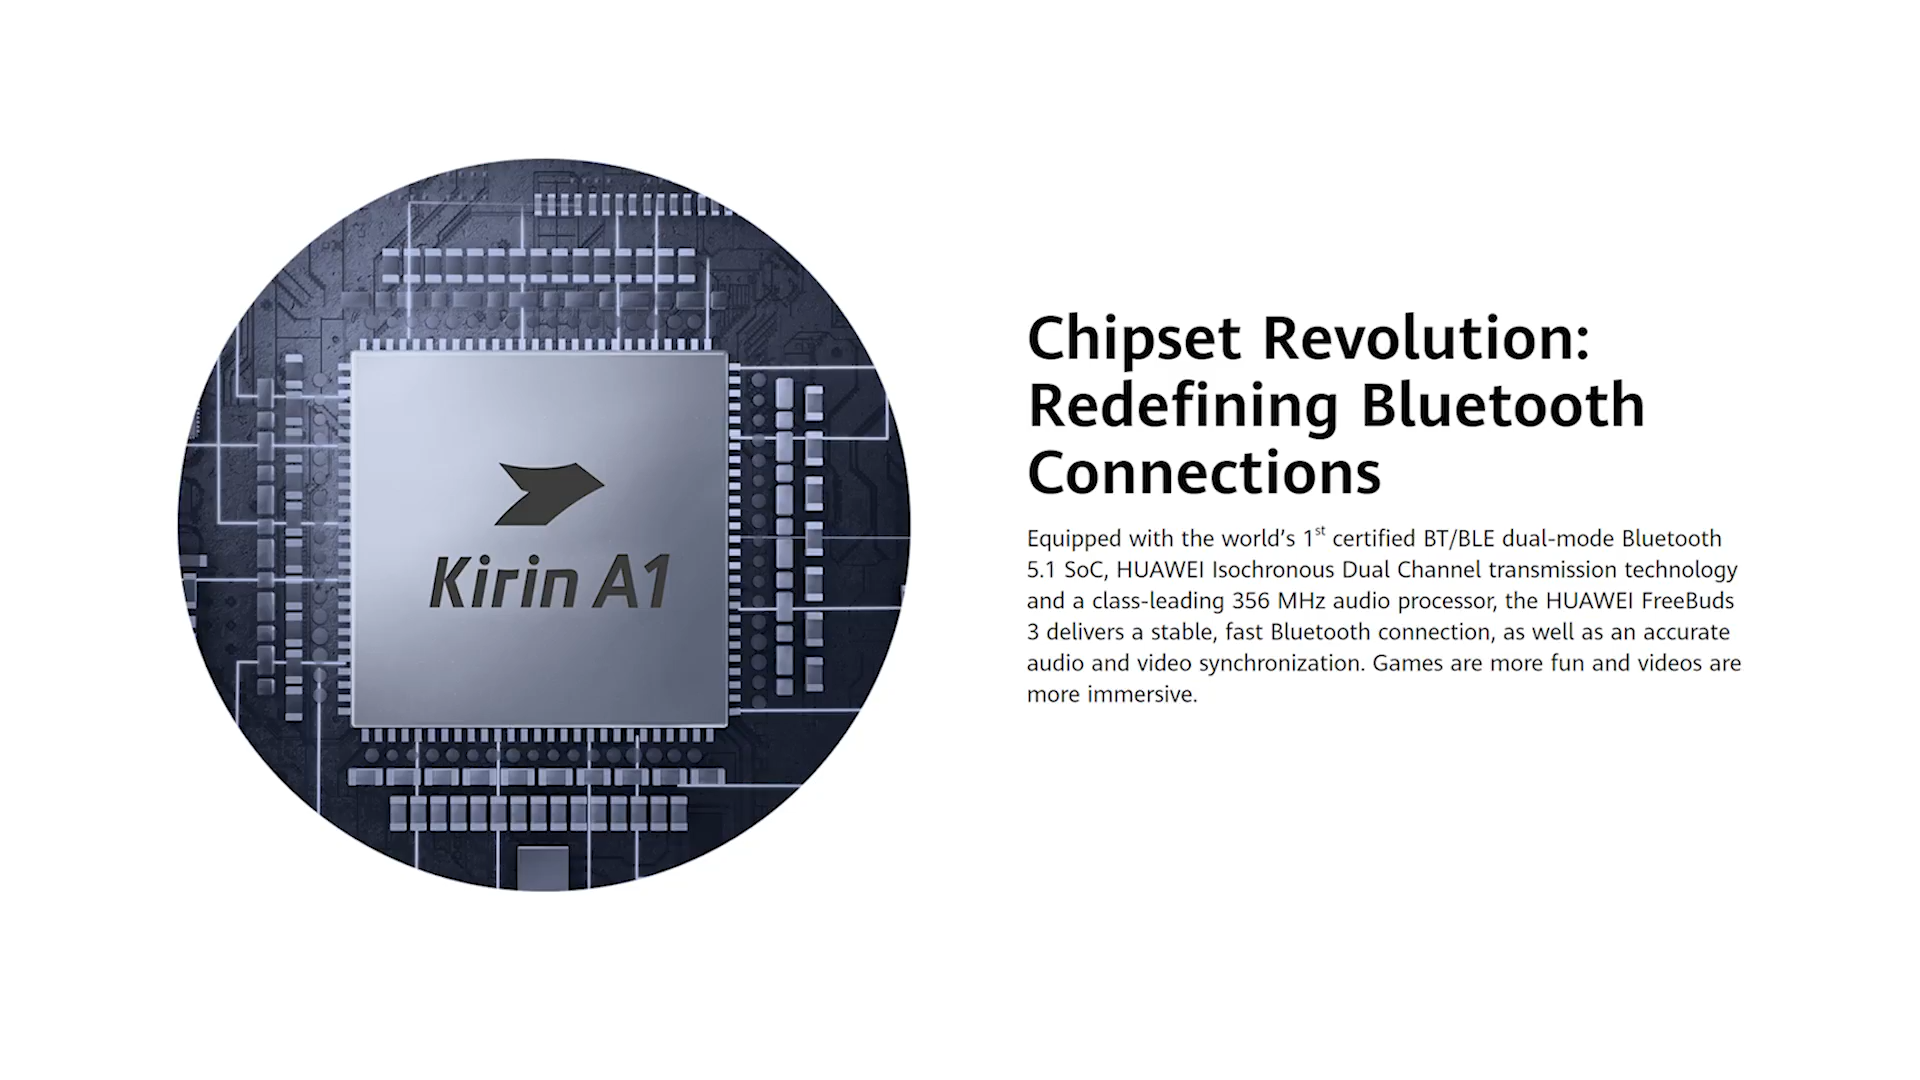 Kirin A1
Chipset Revolution:
Redefining Bluetooth
Connections
Equipped with the world’s 1st certified BT/BLE dual-mode Bluetooth
5.1 SoC, HUAWEI Isochronous Dual Channel transmission technology
and a class-leading 356 MHz audio processor, the HUAWEI FreeBuds
3 delivers a stable, fast Bluetooth connection, as well as an accurate
audio and video synchronization. Games are more fun and videos are
more immersive.